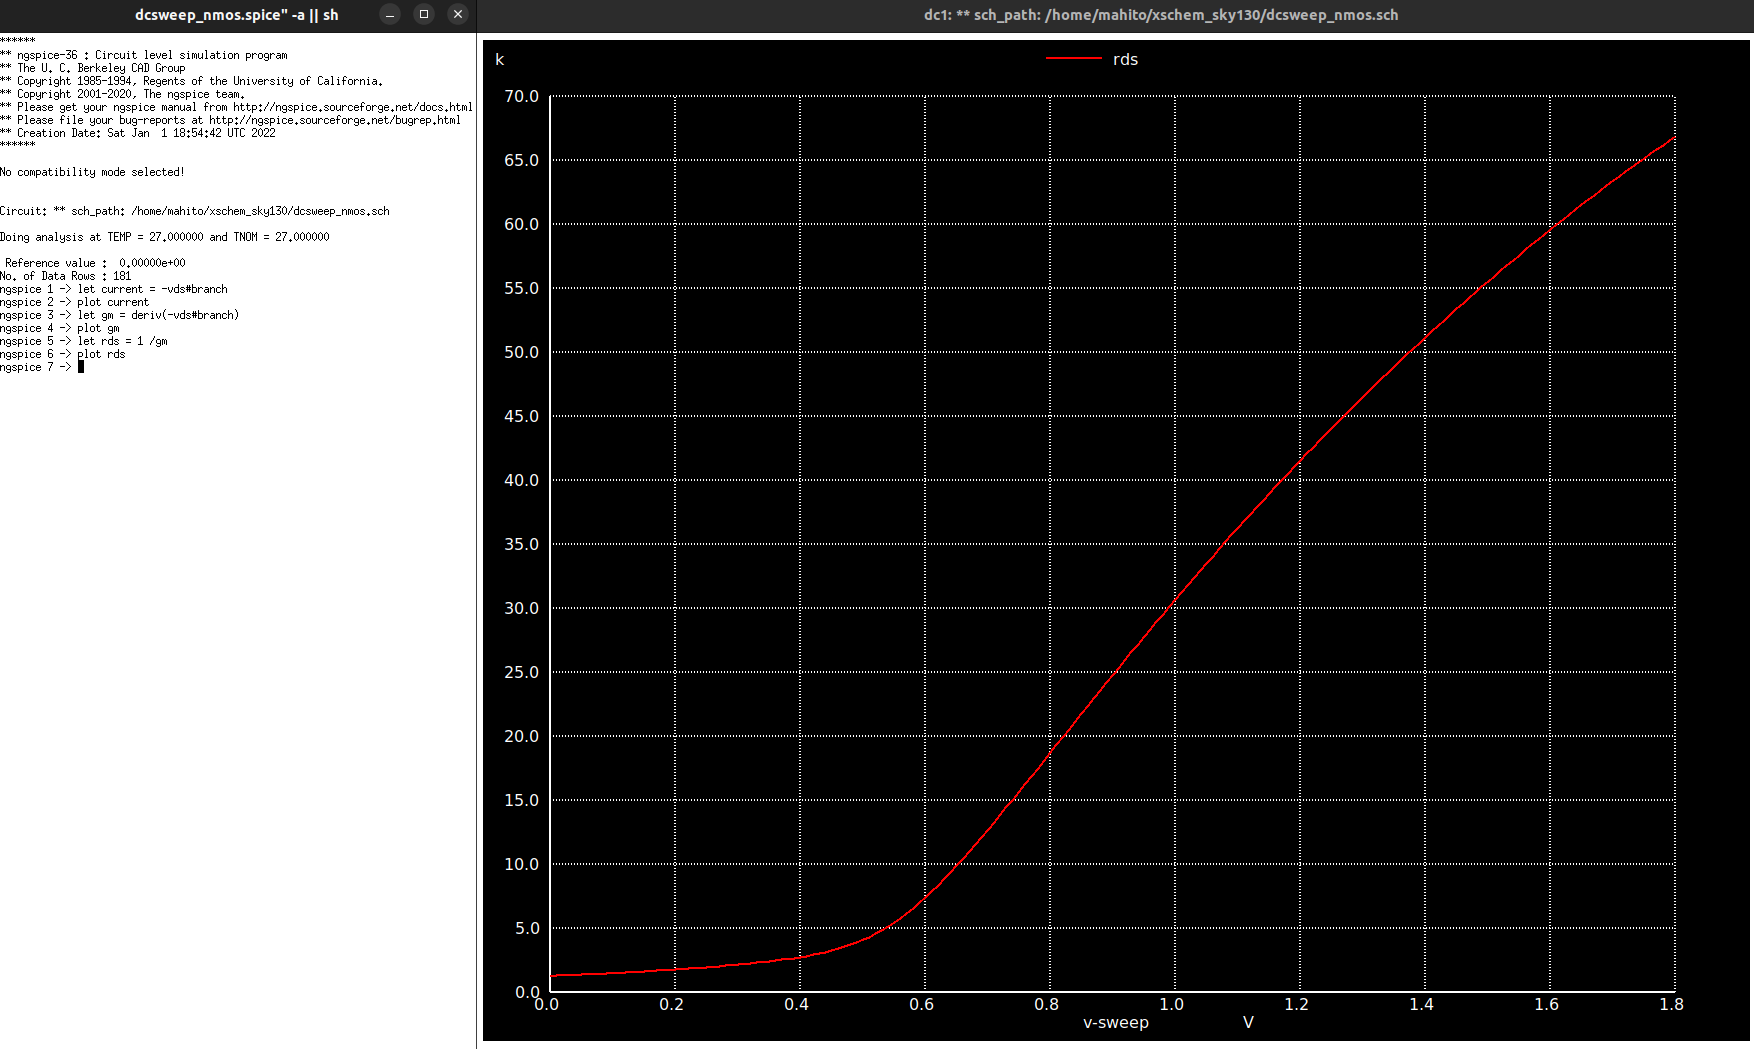 dcsweep_nmos.spice" -a || sh
******
** ngspice-36 : Circuit level simulation program
** The U. C. Berkeley CAD Group
** Copyright 1985-1994, Regents of the University of California.
** Copyright 2001-2020, The ngspice team.
** Please get your ngspice manual from http://ngspice.sourceforge.net/docs.html
** Please file your bug-reports at http://ngspice.sourceforge.net/bugrep.html
** Creation Date: Sat Jan  1 18:54:42 UTC 2022
******
No compatibility mode selected!
Circuit: ** sch_path: /home/mahito/xschem_sky130/dcsweep_nmos.sch
Doing analysis at TEMP = 27.000000 and TNOM = 27.000000
Reference value :  0.00000e+00
No. of Data Rows : 181
ngspice 1 -> let current = -vds#branch
ngspice 2 -> plot current
ngspice 3 -> let gm = deriv(-vds#branch)
ngspice 4 -> plot gm
ngspice 5 -> let rds = 1 /gm
ngspice 6 -> plot rds
ngspice 7 ->
dc1: ** sch_path: /home/mahito/xschem_sky130/dcsweep_nmos.sch
k
rds
70.0
65.0
60.0
55.0
50.0
45.0
40.0
35.0
30.0
25.0
20.0
15.0
10.0
5.0
0.0
0.0 0.2 0.4 0.6 0.8 1.0 1.2 1.4 1.6 1.8
v-sweep V